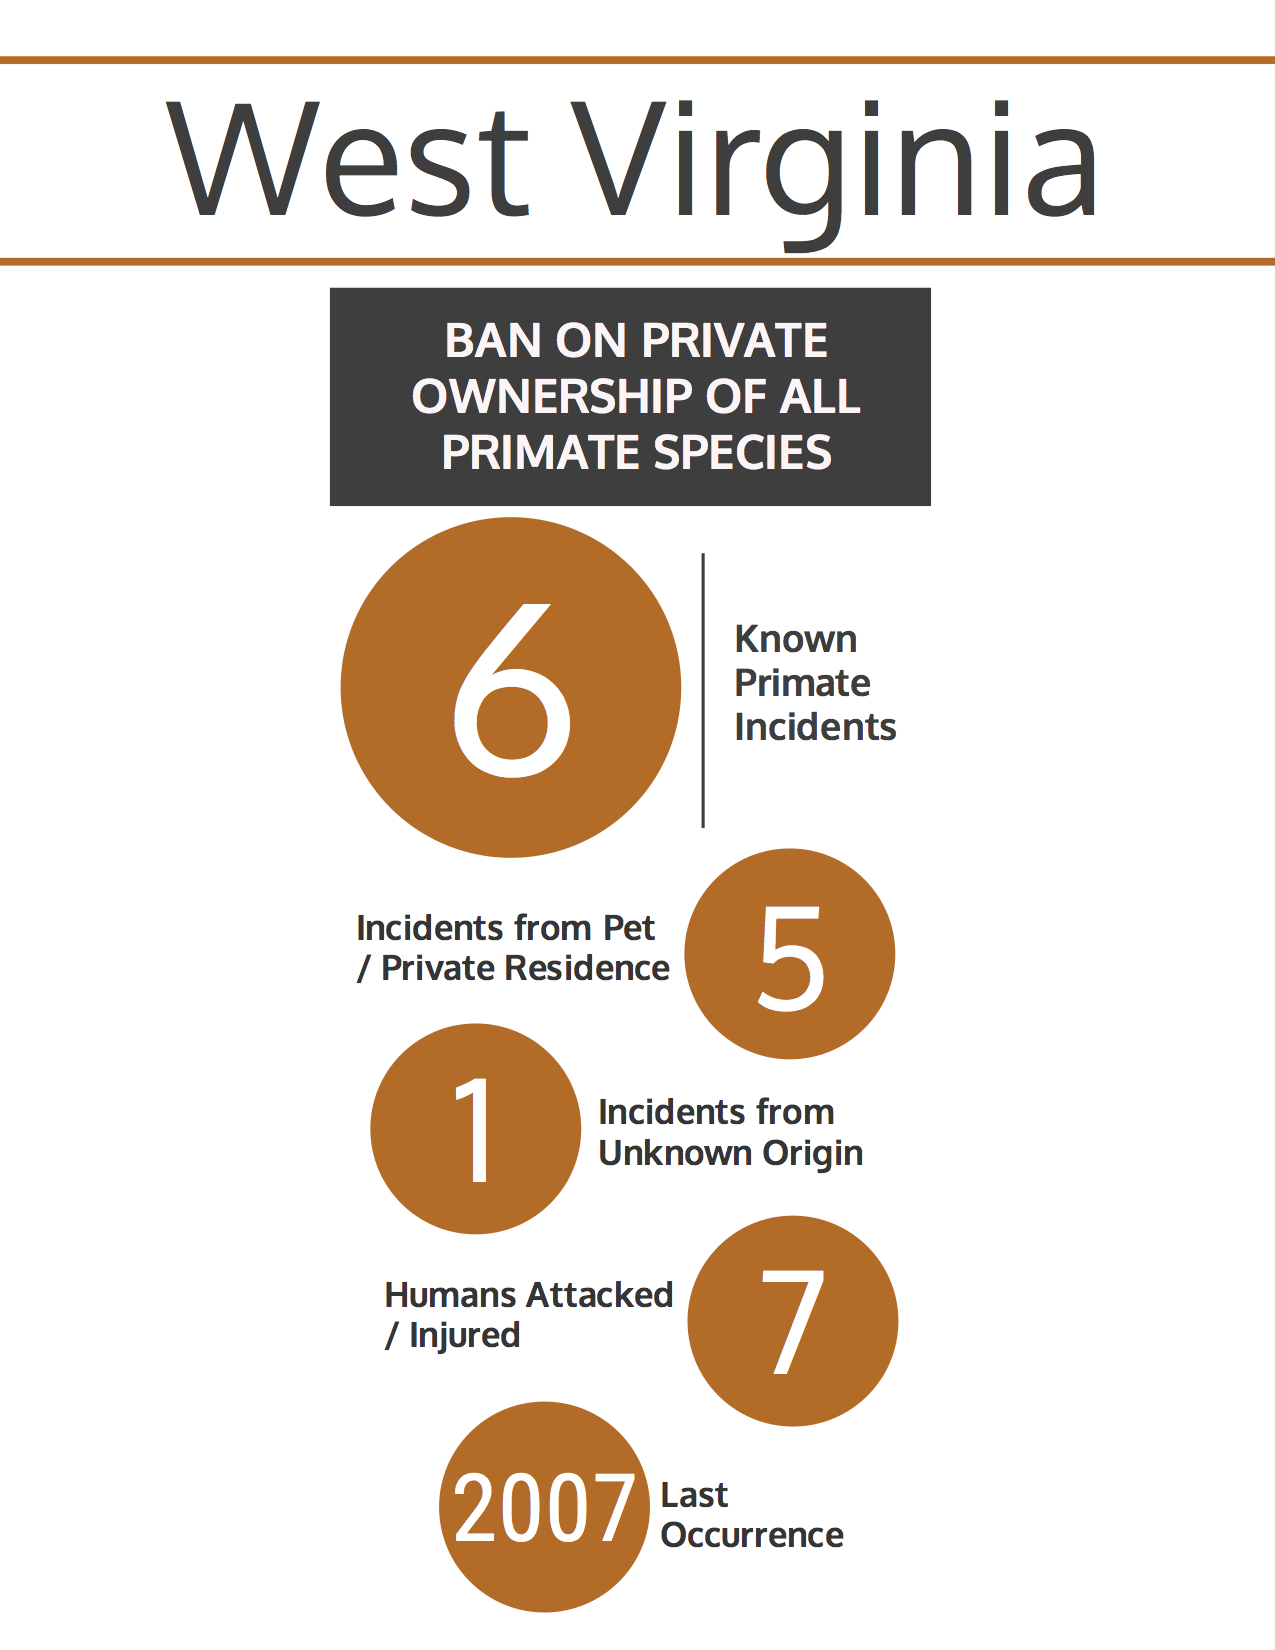 West Virginia
BAN ON PRIVATE
OWNERSHIP OF ALL
PRIMATE SPECIES
6
Known
Primate
Incidents
Incidents from Pet
/ Private Residence
5
1
Incidents from
Unknown Origin
Humans Attacked
/ Injured
7
2007
Last
Occurrence